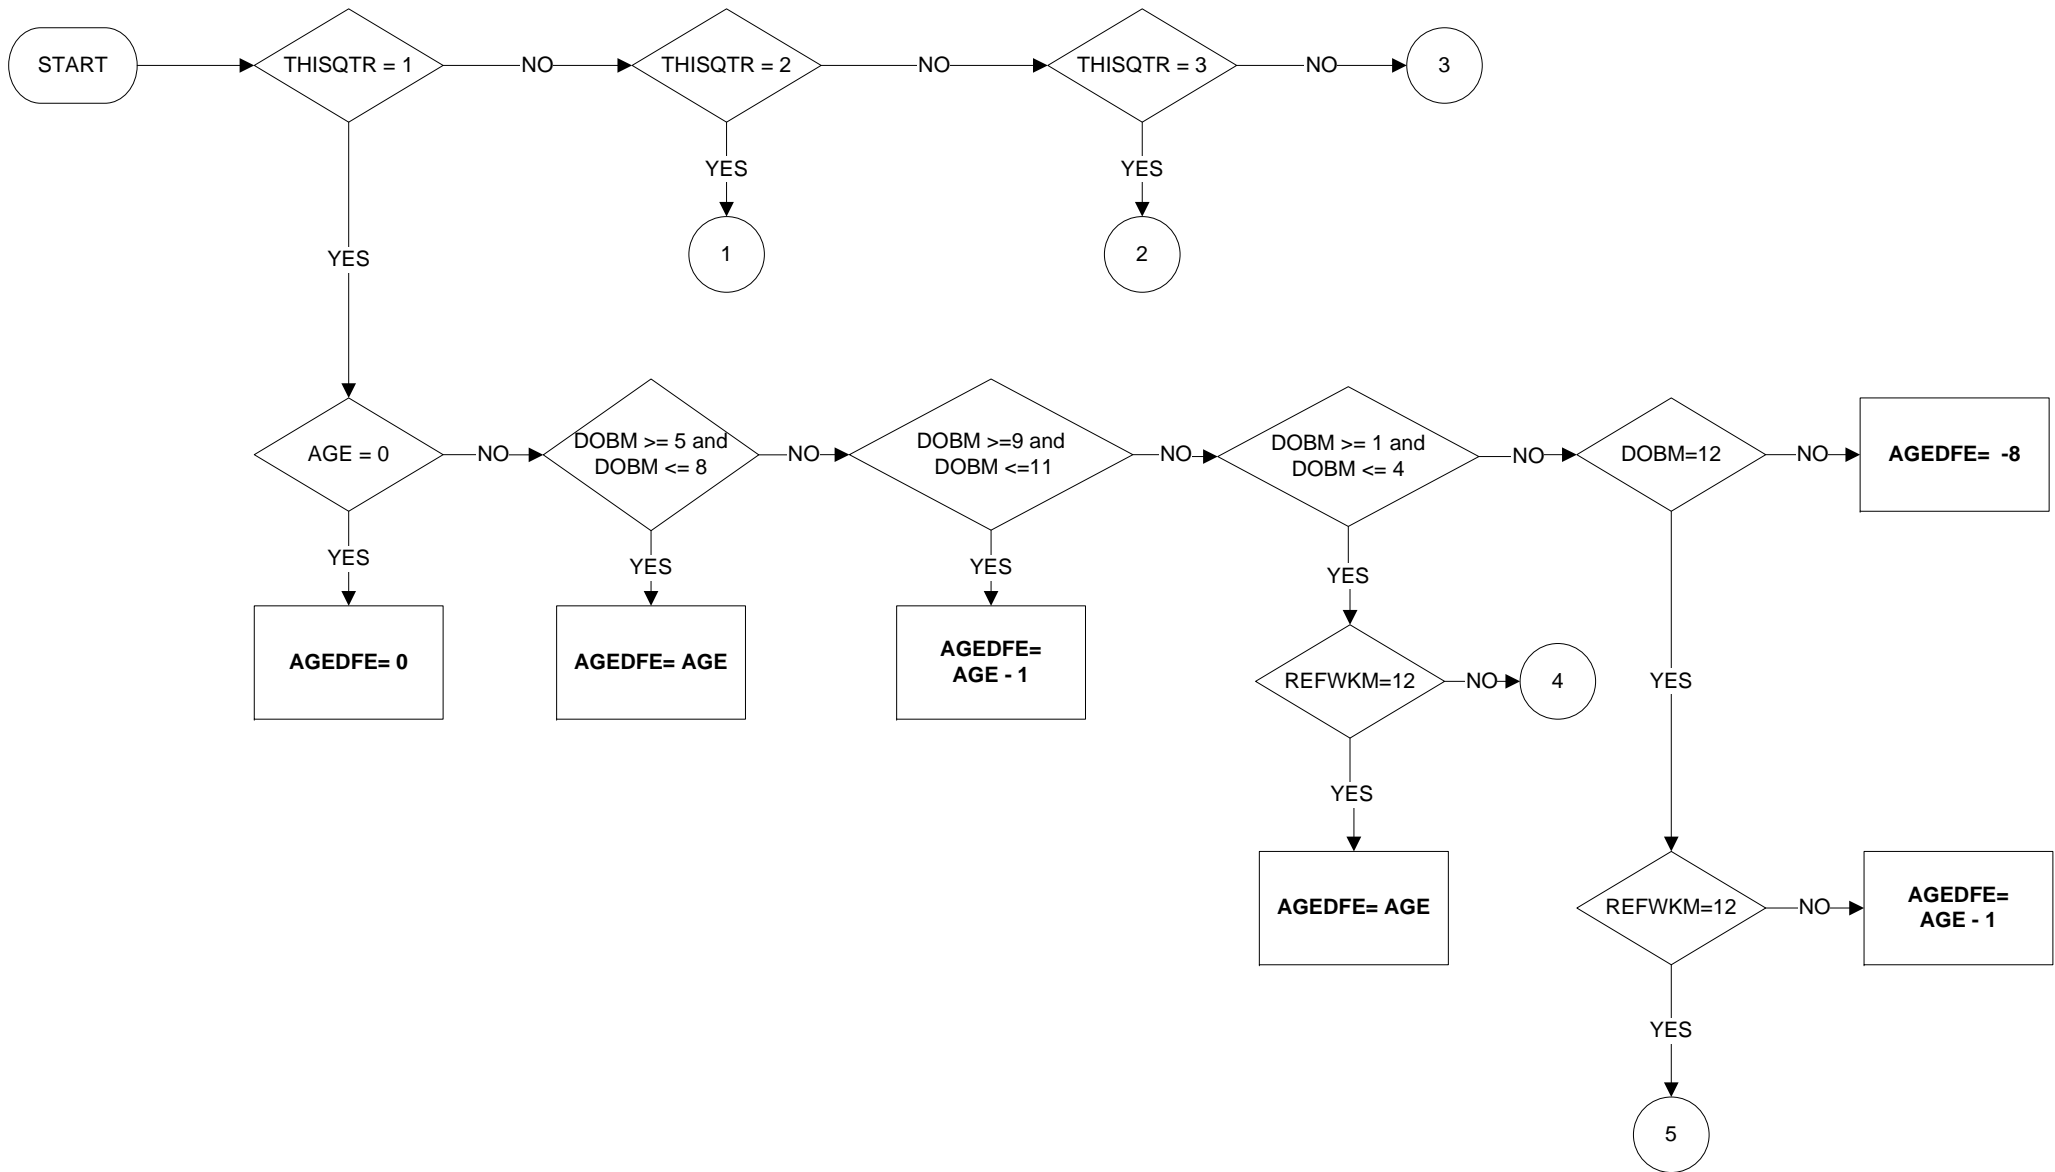 START
THISQTR = 1
NO
THISQTR = 2
NO
THISQTR = 3
NO
3
YES
YES
YES
1
2
AGE = 0
NO
DOBM >= 5 and
DOBM <= 8
NO
DOBM >=9 and
DOBM <=11
NO
DOBM >= 1 and
DOBM <= 4
NO
DOBM=12
NO
AGEDFE=  -8
YES
YES
YES
YES
YES
AGEDFE= 0
AGEDFE= AGE
AGEDFE=
AGE - 1
REFWKM=12
NO
4
YES
AGEDFE= AGE
REFWKM=12
NO
AGEDFE=
AGE - 1
YES
5